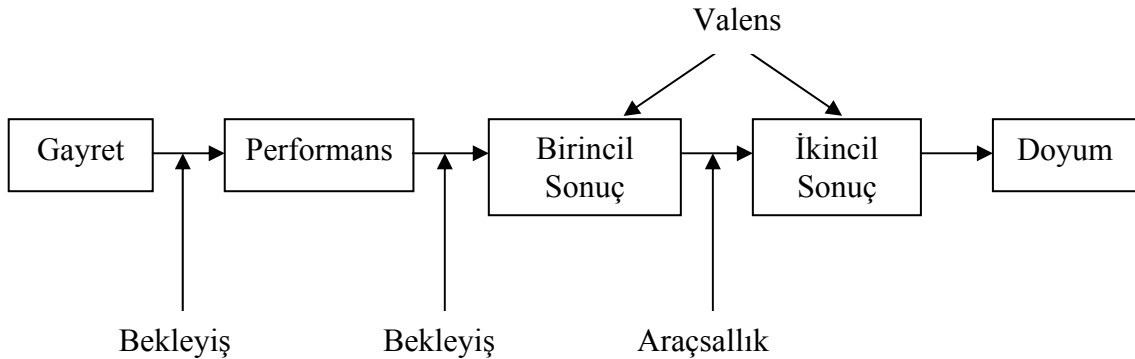 Valens
Gayret
Performans
Birincil
Sonuç
İkincil
Sonuç
Doyum
Bekleyiş
Bekleyiş
Araçsallık